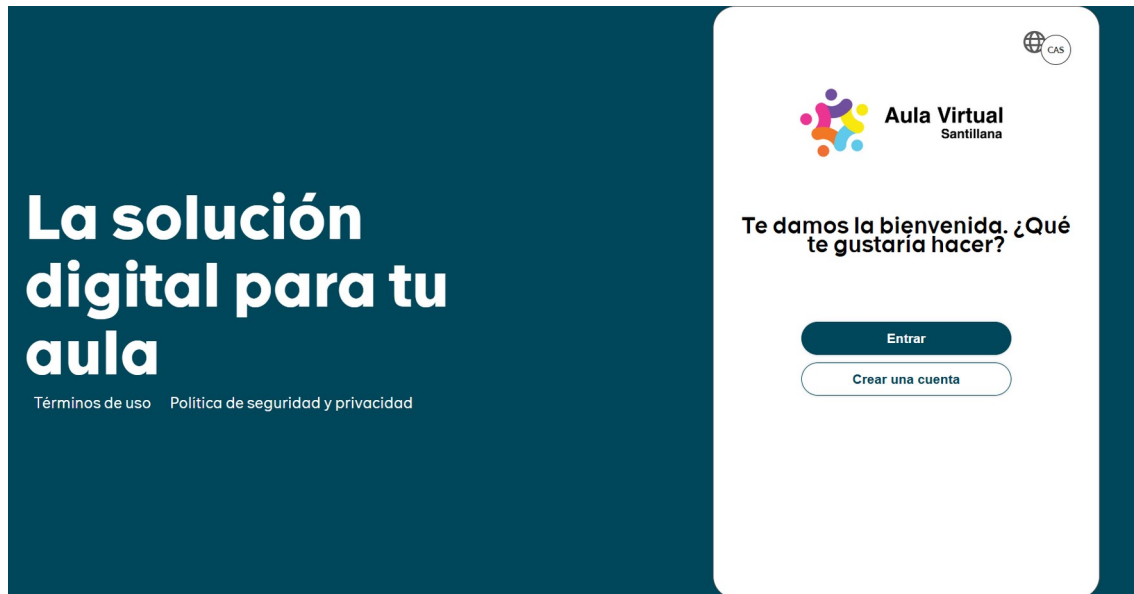 La solución
digital para tu
aula
Términos de uso Politica de seguridad y privacidad
CAS
Aula Virtual
Santillana
Te damos la bienvenida. ¿Qué
te gustaría hacer?
Entrar
Crear una cuenta